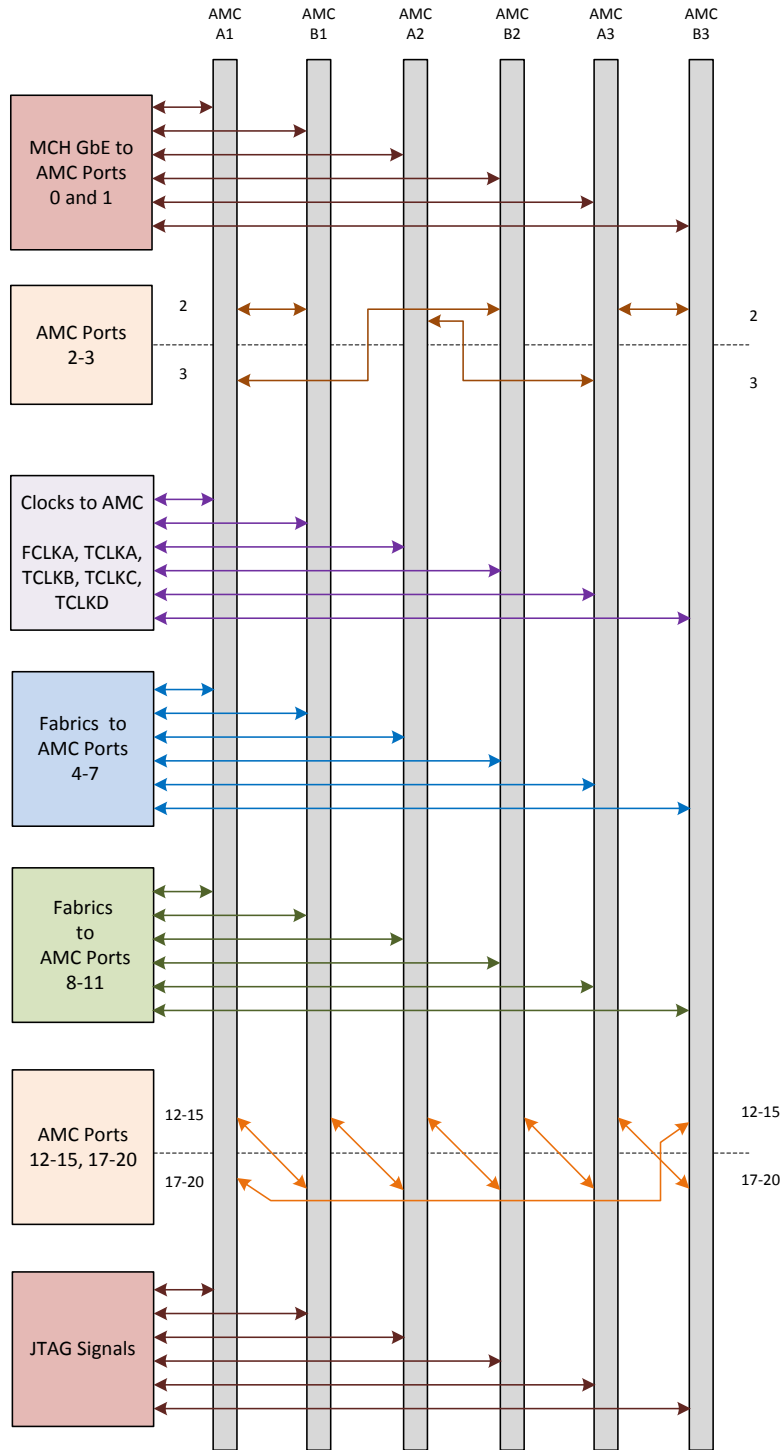 AMC AMC AMC AMC AMC AMC
A1 B1 A2 B2 A3 B3
MCH GbE to
AMC Ports
0 and 1
AMC Ports
2-3
2
3
2
3
Clocks to AMC
FCLKA, TCLKA,
TCLKB, TCLKC,
TCLKD
Fabrics to
AMC Ports
4-7
Fabrics
to
AMC Ports
8-11
AMC Ports
12-15, 17-20
12-15
17-20
12-15
17-20
JTAG Signals